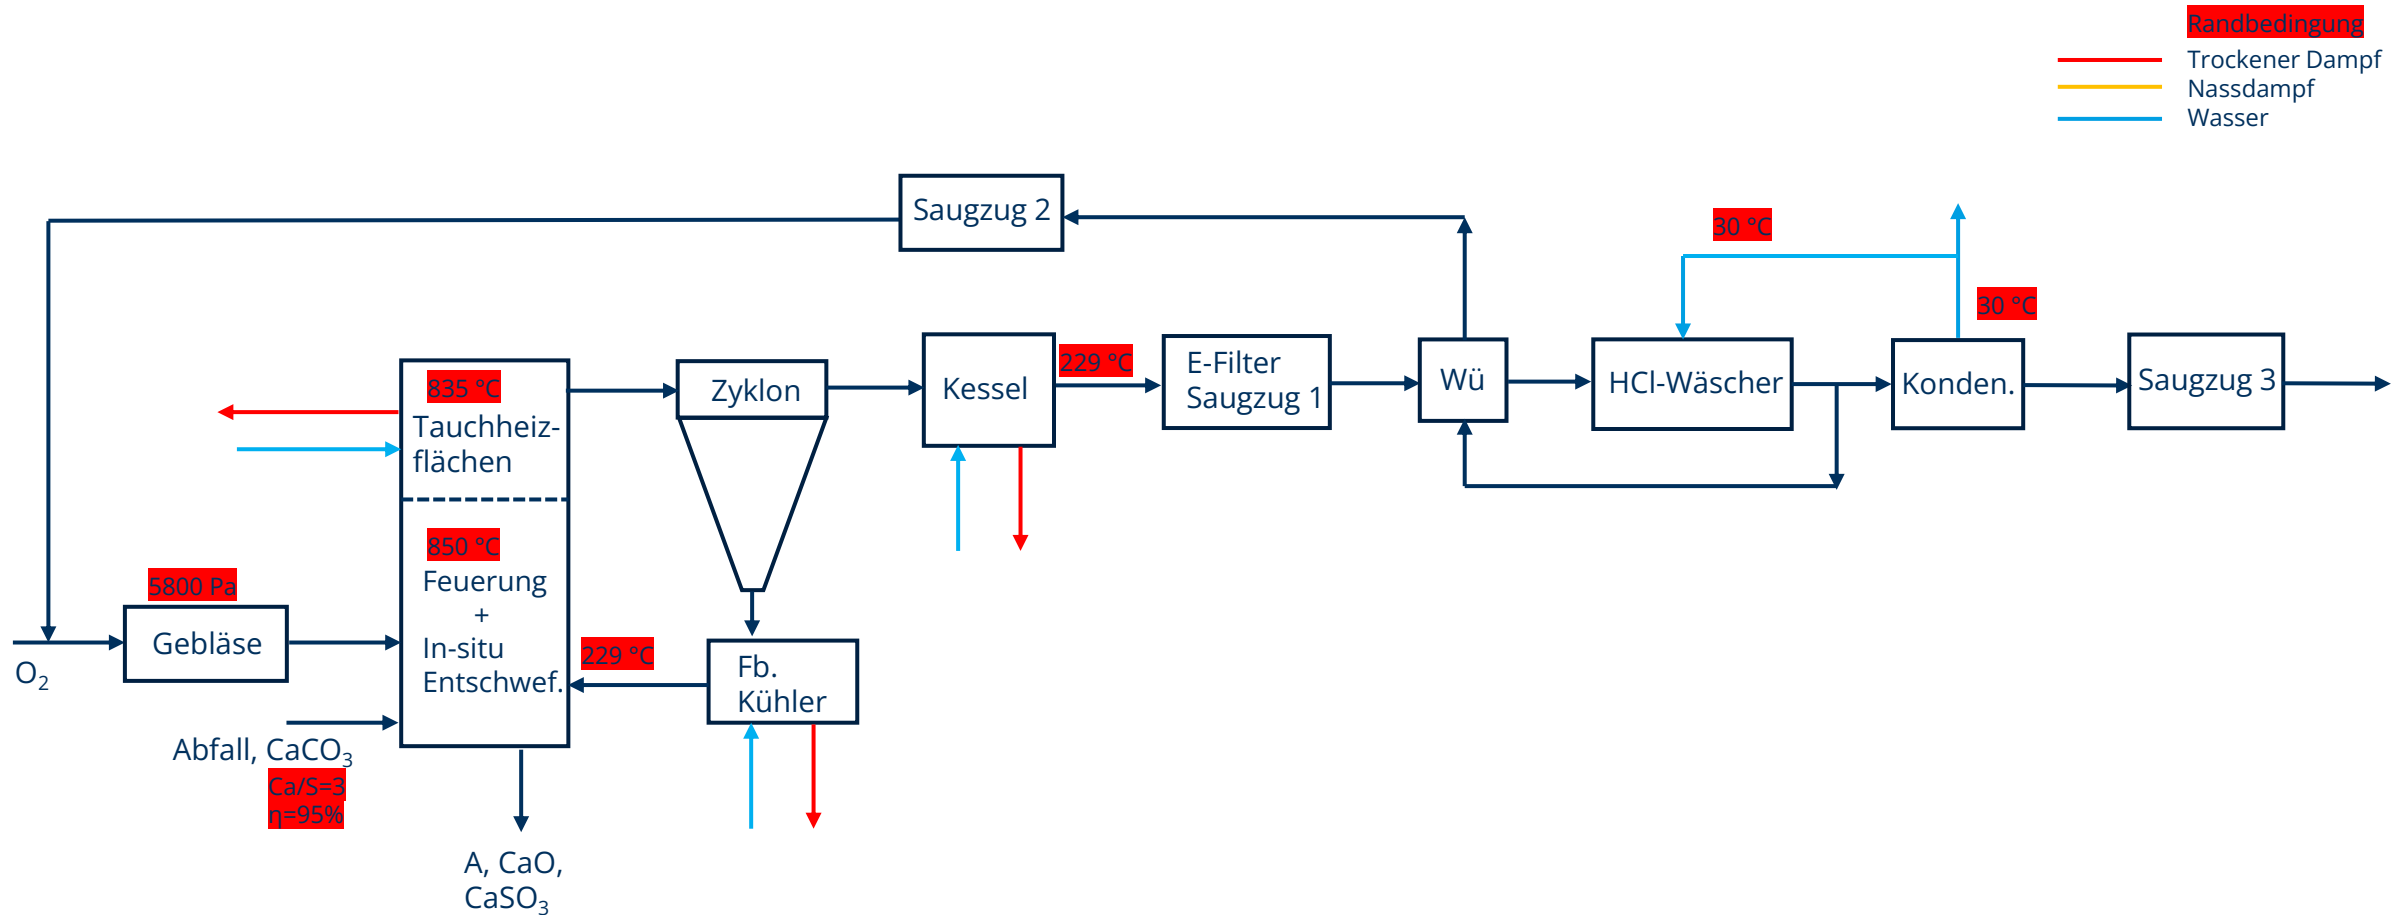 Randbedingung
Trockener Dampf
Nassdampf
Wasser
Saugzug 2
30 °C
30 °C
835 °C
Tauchheiz-
flächen
Zyklon
Kessel
229 °C
E-Filter
Saugzug 1
Wü
HCl-Wäscher
Konden.
Saugzug 3
850 °C
Feuerung
+
In-situ
Entschwef.
5800 Pa
Gebläse
O₂
229 °C
Fb.
Kühler
Abfall, CaCO₃
Ca/S=3
η=95%
A, CaO,
CaSO₃